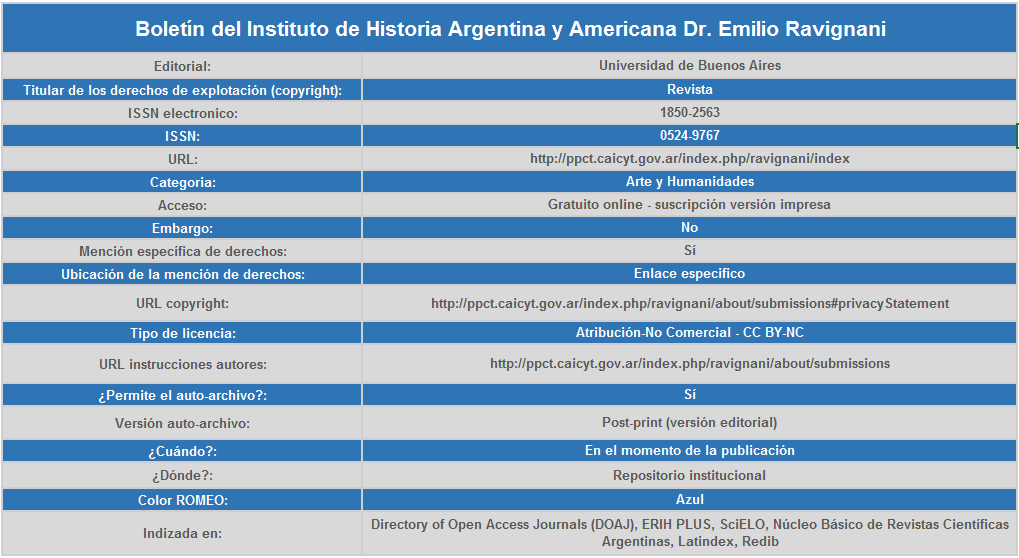 Boletín del Instituto de Historia Argentina y Americana Dr. Emilio Ravignani
Editorial: Universidad de Buenos Aires
Titular de los derechos de explotación (copyright): Revista
ISSN electronico: 1850-2563
ISSN: 0524-9767
URL: http://ppct.caicyt.gov.ar/index.php/ravignani/index
Categoria: Arte y Humanidades
Acceso: Gratuito online - suscripción versión impresa
Embargo: No
Mención específica de derechos: Sí
Ubicación de la mención de derechos: Enlace especifico
URL copyright: http://ppct.caicyt.gov.ar/index.php/ravignani/about/submissions#privacyStatement
Tipo de licencia: Atribución-No Comercial - CC BY-NC
URL instrucciones autores: http://ppct.caicyt.gov.ar/index.php/ravignani/about/submissions
¿Permite el auto-archivo?: Sí
Versión auto-archivo: Post-print (versión editorial)
¿Cuándo?: En el momento de la publicación
¿Dónde?: Repositorio institucional
Color ROMEO: Azul
Indizada en: Directory of Open Access Journals (DOAJ), ERIH PLUS, SciELO, Núcleo Básico de Revistas Científicas
Argentinas, Latindex, Redib